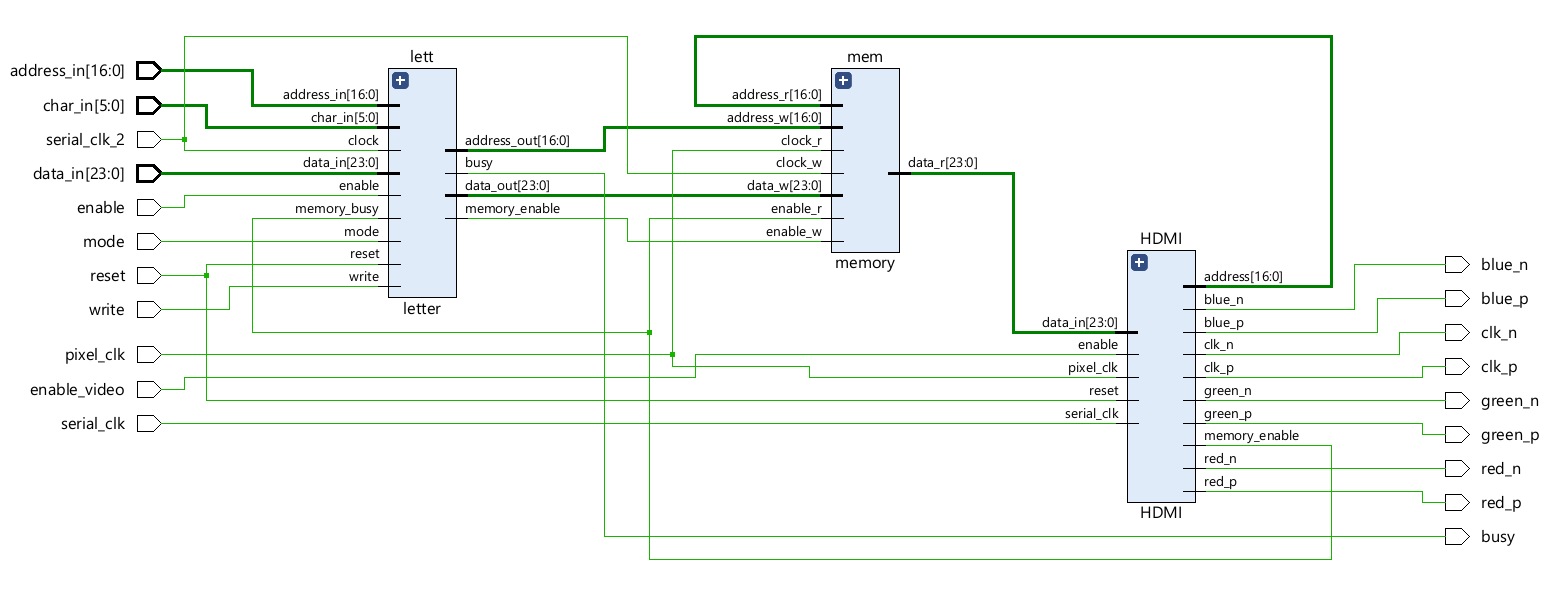 address_in[16:0]
char_in[5:0]
serial_clk_2
data_in[23:0]
enable
mode
reset
write
pixel_clk
enable_video
serial_clk
lett
address_in[16:0]
char_in[5:0]
clock
data_in[23:0]
enable
memory_busy
mode
reset
write
address_out[16:0]
busy
data_out[23:0]
memory_enable
letter
mem
address_r[16:0]
address_w[16:0]
clock_r
clock_w
data_w[23:0]
enable_r
enable_w
data_r[23:0]
memory
HDMI
data_in[23:0]
enable
pixel_clk
reset
serial_clk
address[16:0]
blue_n
blue_p
clk_n
clk_p
green_n
green_p
memory_enable
red_n
red_p
HDMI
blue_n
blue_p
clk_n
clk_p
green_n
green_p
red_n
red_p
busy